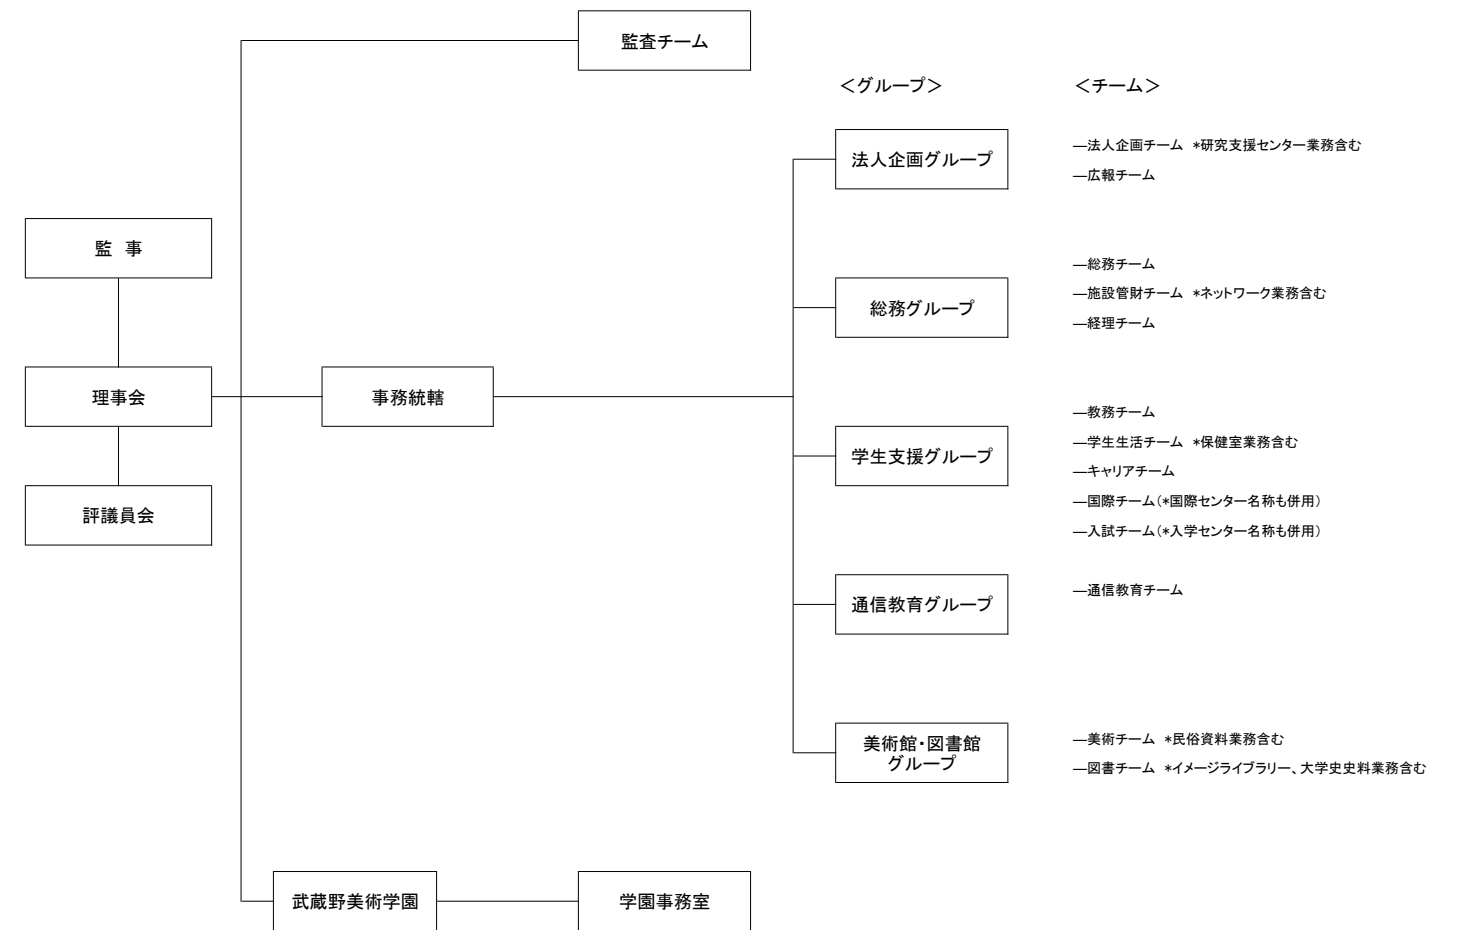 監査チーム
＜グループ＞
＜チーム＞
法人企画グループ
―法人企画チーム *研究支援センター業務含む
―広報チーム
監　事
総務グループ
―総務チーム
―施設管財チーム *ネットワーク業務含む
―経理チーム
理事会
事務統轄
評議員会
学生支援グループ
―教務チーム
―学生生活チーム *保健室業務含む
―キャリアチーム
―国際チーム（*国際センター名称も併用）
―入試チーム（*入学センター名称も併用）
通信教育グループ
―通信教育チーム
美術館・図書館
グループ
―美術チーム *民俗資料業務含む
―図書チーム *イメージライブラリー、大学史史料業務含む
武蔵野美術学園
学園事務室